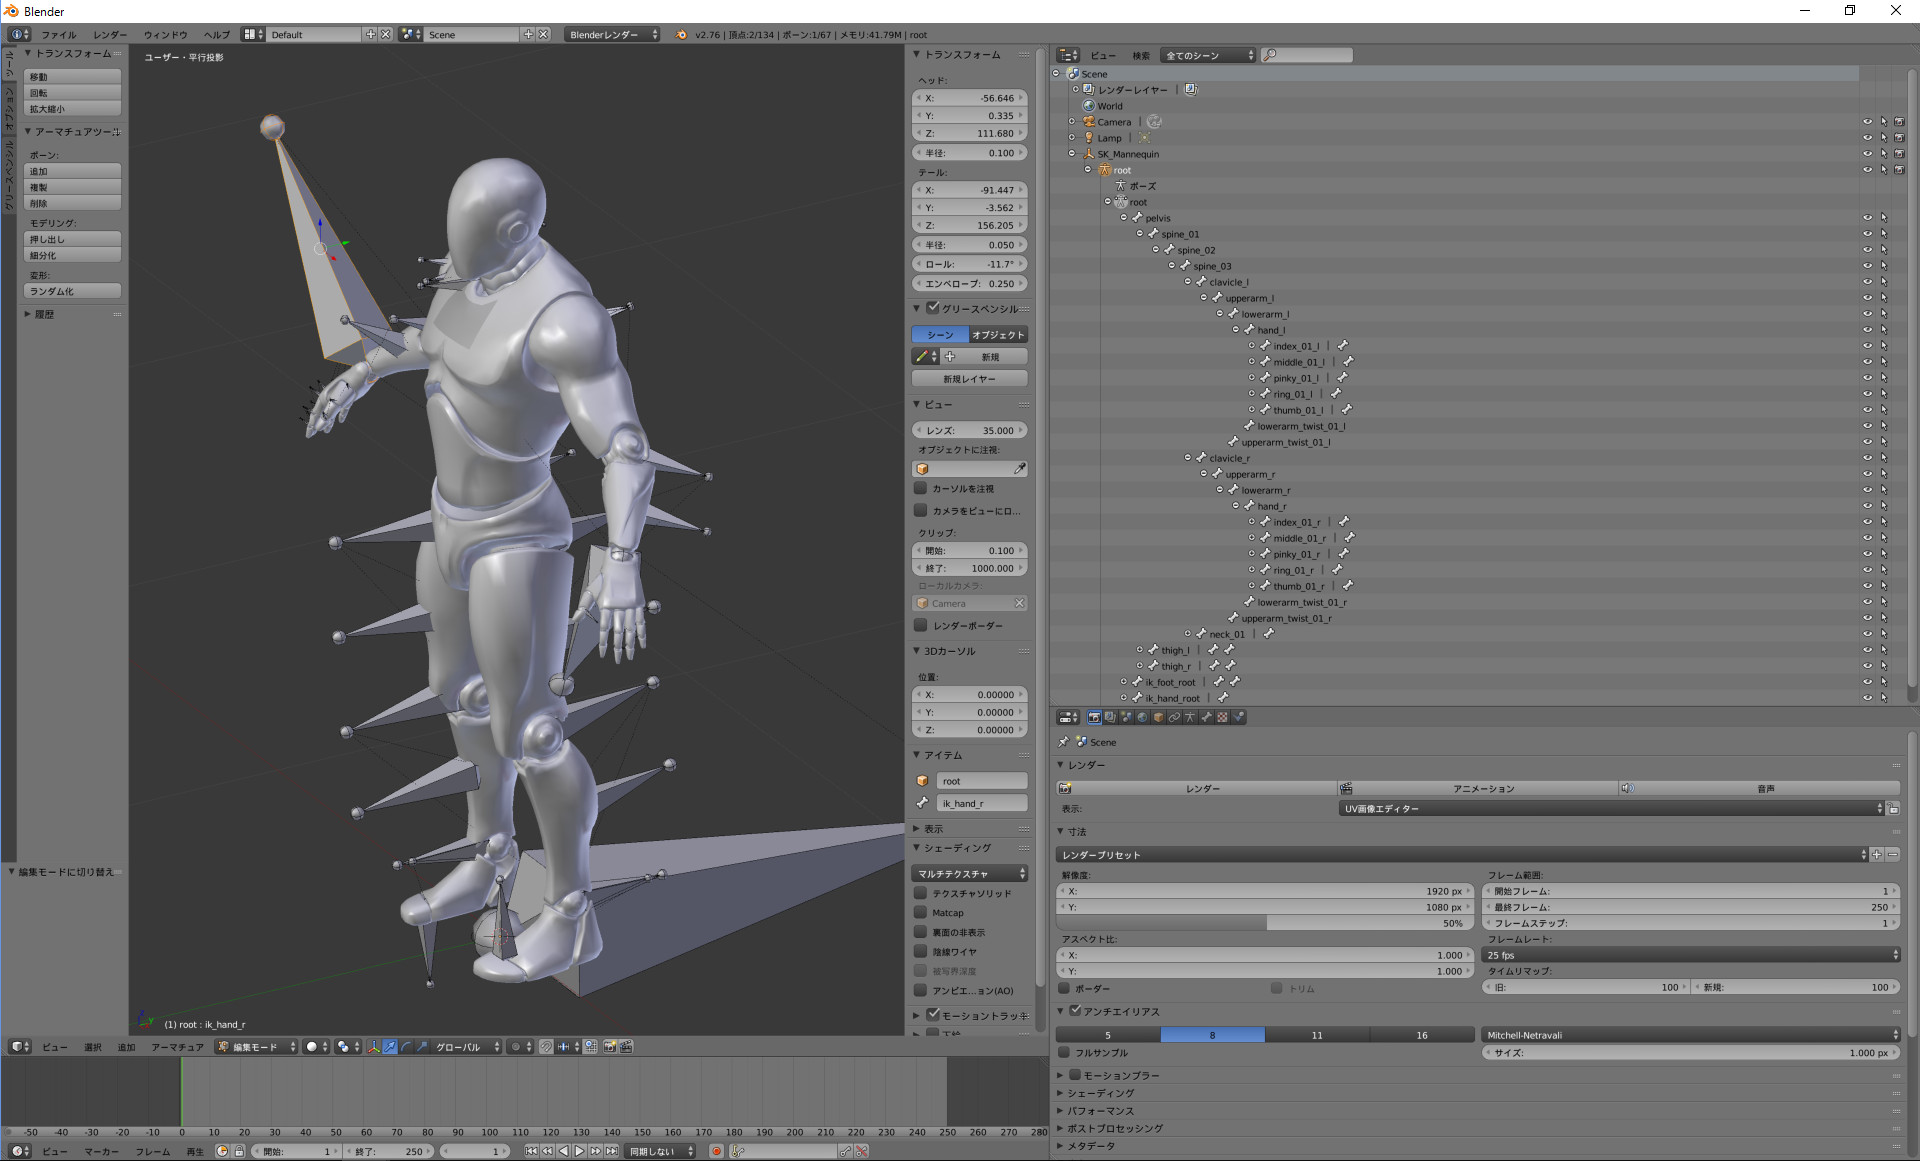 Blender
ファイル レンダー ウィンドウ ヘルプ Default Scene Blenderレンダー v2.76 | 頂点:2/134 | ボーン:1/67 | メモリ:41.79M | root
ツール
オプション
グリースペンシル
トランスフォーム
移動
回転
拡大縮小
アーマチュアツール
ボーン:
追加
複製
削除
モデリング:
押し出し
細分化
変形:
ランダム化
履歴
編集モードに切り替え
ユーザー・平行投影
(1) root : ik_hand_r
トランスフォーム
ヘッド:
X: -56.646
Y: 0.335
Z: 111.680
半径: 0.100
テール:
X: -91.447
Y: -3.562
Z: 156.205
半径: 0.050
ロール: -11.7°
エンベロープ: 0.250
グリースペンシル
シーン オブジェクト
新規
新規レイヤー
ビュー
レンズ: 35.000
オブジェクトに注視:
カーソルを注視
カメラをビューにロ...
クリップ:
開始: 0.100
終了: 1000.000
ローカルカメラ:
Camera
レンダーボーダー
3Dカーソル
位置:
X: 0.00000
Y: 0.00000
Z: 0.00000
アイテム
root
ik_hand_r
表示
シェーディング
マルチテクスチャ
テクスチャソリッド
Matcap
裏面の非表示
陰線ワイヤ
被写界深度
アンビエ...ョン(AO)
モーショントラッキ
ビュー 選択 追加 アーマチュア 編集モード グローバル
-50 -40 -30 -20 -10 0 10 20 30 40 50 60 70 80 90 100 110 120 130 140 150 160 170 180 190 200 210 220 230 240 250 260 270 280
ビュー マーカー フレーム 再生 開始: 1 終了: 250 1 同期しない
ビュー 検索 全てのシーン
Scene
レンダーレイヤー |
World
Camera |
Lamp |
SK_Mannequin
root
ポーズ
root
pelvis
spine_01
spine_02
spine_03
clavicle_l
upperarm_l
lowerarm_l
hand_l
index_01_l |
middle_01_l |
pinky_01_l |
ring_01_l |
thumb_01_l |
lowerarm_twist_01_l
upperarm_twist_01_l
clavicle_r
upperarm_r
lowerarm_r
hand_r
index_01_r |
middle_01_r |
pinky_01_r |
ring_01_r |
thumb_01_r |
lowerarm_twist_01_r
upperarm_twist_01_r
neck_01 |
thigh_l |
thigh_r |
ik_foot_root |
ik_hand_root |
Scene
レンダー
レンダー アニメーション 音声
表示: UV画像エディター
寸法
レンダープリセット
解像度: フレーム範囲:
X: 1920 px 開始フレーム: 1
Y: 1080 px 最終フレーム: 250
50% フレームステップ: 1
アスペクト比: フレームレート:
X: 1.000 25 fps
Y: 1.000 タイムリマップ:
ボーダー トリム 旧: 100 新規: 100
アンチエイリアス
5 8 11 16 Mitchell-Netravali
フルサンプル サイズ: 1.000 px
モーションブラー
シェーディング
パフォーマンス
ポストプロセッシング
メタデータ